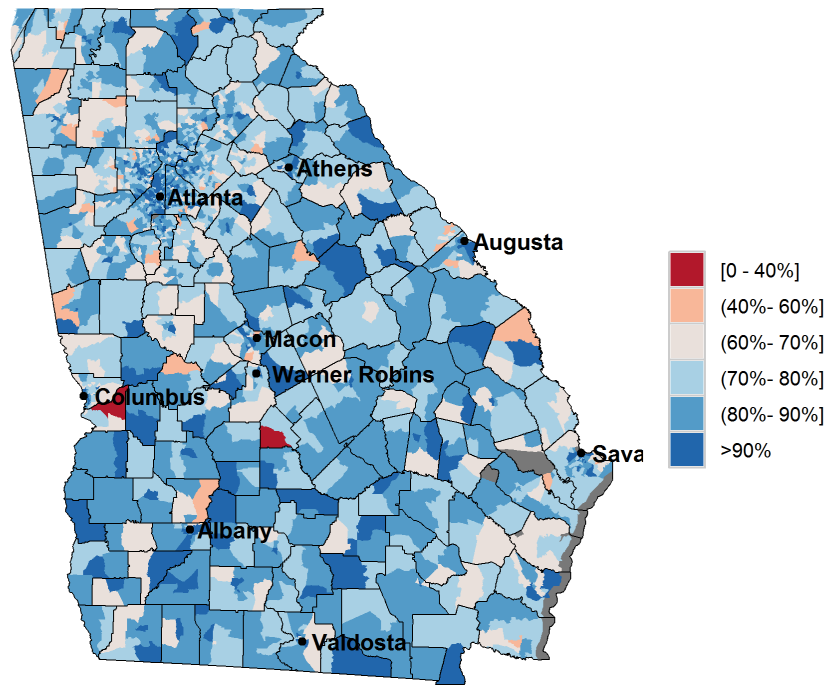 Athens
Atlanta
Augusta
[0 - 40%]
(40%- 60%]
(60%- 70%]
Macon
(70%- 80%]
Warner Robins
Columbus
(80%- 90%]
>90%
Sava
Albany
Valdosta